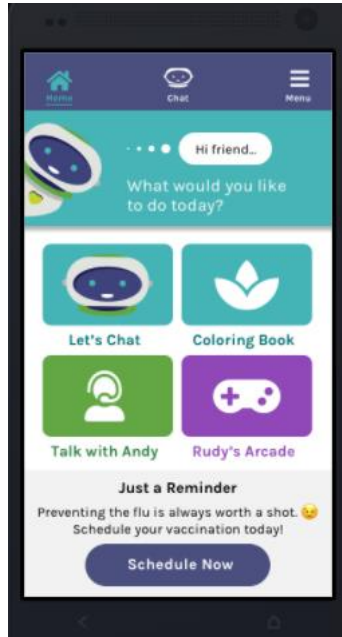 Home
Chat
Menu
Hi friend...
What would you like
to do today?
Let's Chat
Coloring Book
Talk with Andy
Rudy's Arcade
Just a Reminder
Preventing the flu is always worth a shot. 😉
Schedule your vaccination today!
Schedule Now